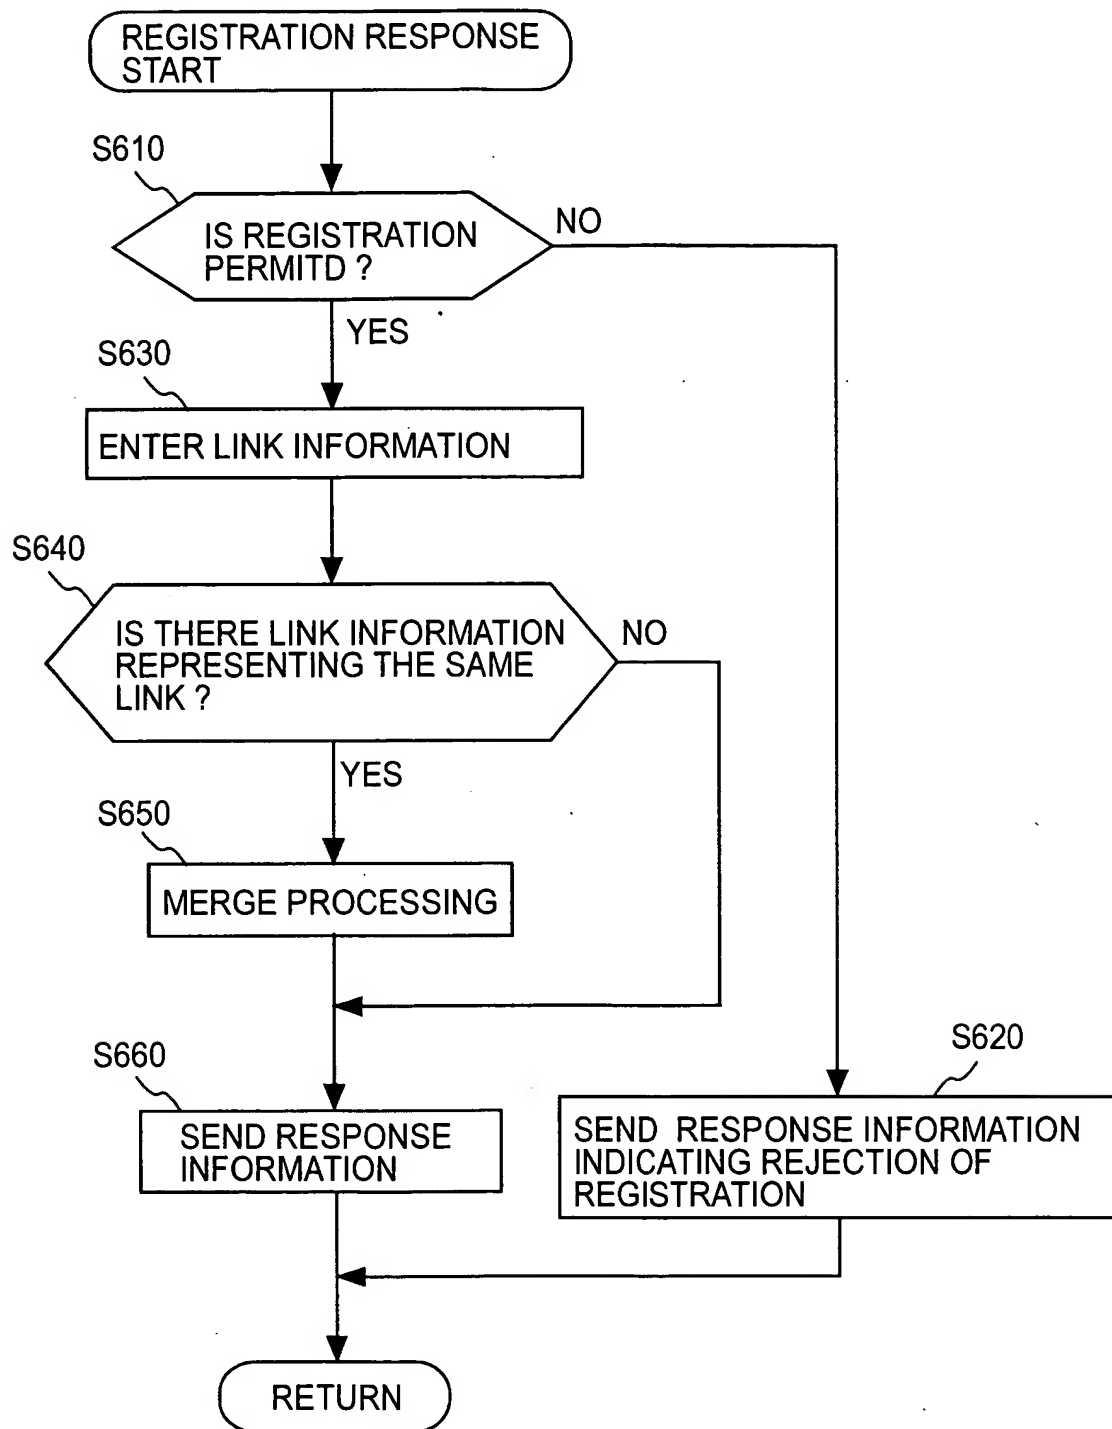 REGISTRATION RESPONSE
START
S610
IS REGISTRATION
PERMITD ?
NO
YES
S630
ENTER LINK INFORMATION
S640
IS THERE LINK INFORMATION
REPRESENTING THE SAME
LINK ?
NO
YES
S650
MERGE PROCESSING
S660
SEND RESPONSE
INFORMATION
S620
SEND RESPONSE INFORMATION
INDICATING REJECTION OF
REGISTRATION
RETURN